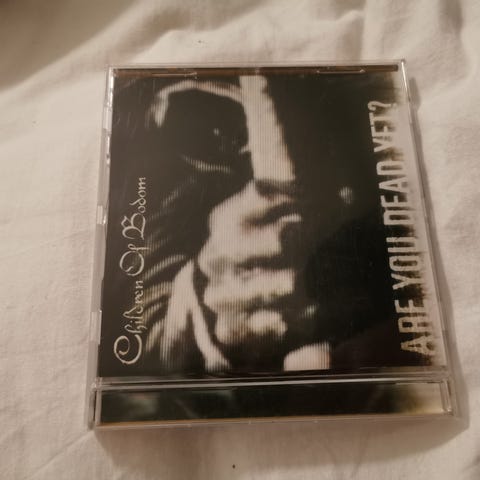 Children Of Bodom
ARE YOU DEAD YET?